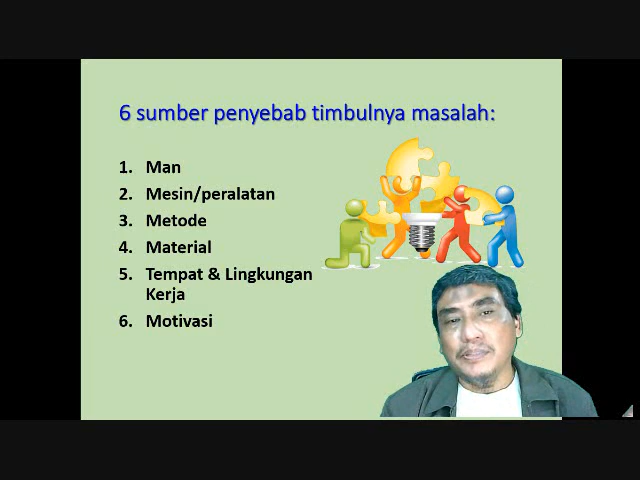 6 sumber penyebab timbulnya masalah:
1. Man
2. Mesin/peralatan
3. Metode
4. Material
5. Tempat & Lingkungan
Kerja
6. Motivasi